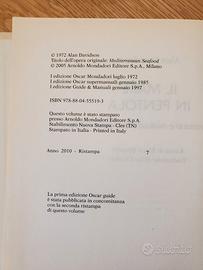 © 1972 Alan Davidson
Titolo dell'opera originale: Mediterranean Seafood
© 2005 Arnoldo Mondadori Editore S.p.A., Milano
I edizione Oscar Mondadori luglio 1972
I edizione Oscar supermanuali gennaio 1985
I edizione Guide & Manuali gennaio 1997
ISBN 978-88-04-55519-3
Questo volume è stato stampato
presso Arnoldo Mondadori Editore S.p.A.
Stabilimento Nuova Stampa - Cles (TN)
Stampato in Italia - Printed in Italy
Anno 2010 - Ristampa 7
La prima edizione Oscar guide
è stata pubblicata in concomitanza
con la seconda ristampa
di questo volume
subito